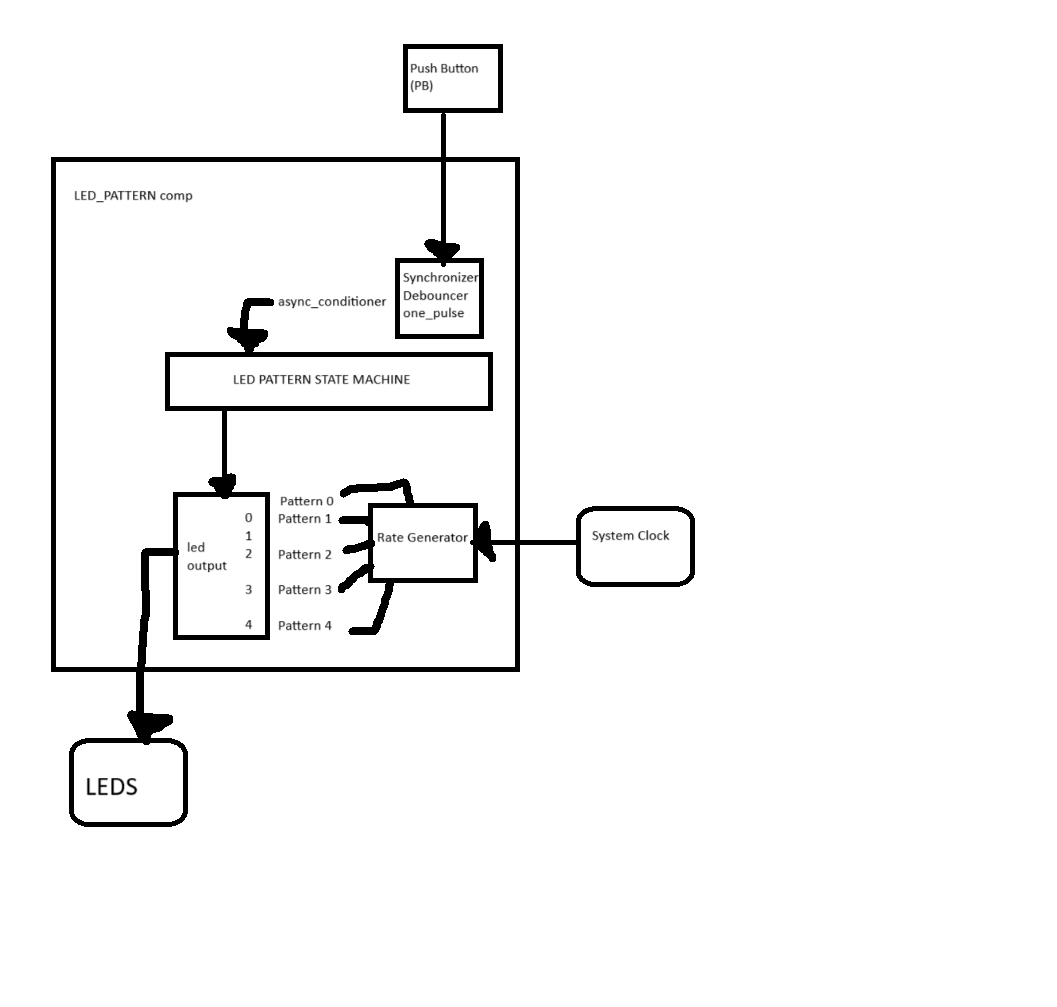 Push Button
(PB)
LED_PATTERN comp
Synchronizer
Debouncer
one_pulse
async_conditioner
LED PATTERN STATE MACHINE
led
output
0
1
2
3
4
Pattern 0
Pattern 1
Pattern 2
Pattern 3
Pattern 4
Rate Generator
System Clock
LEDS